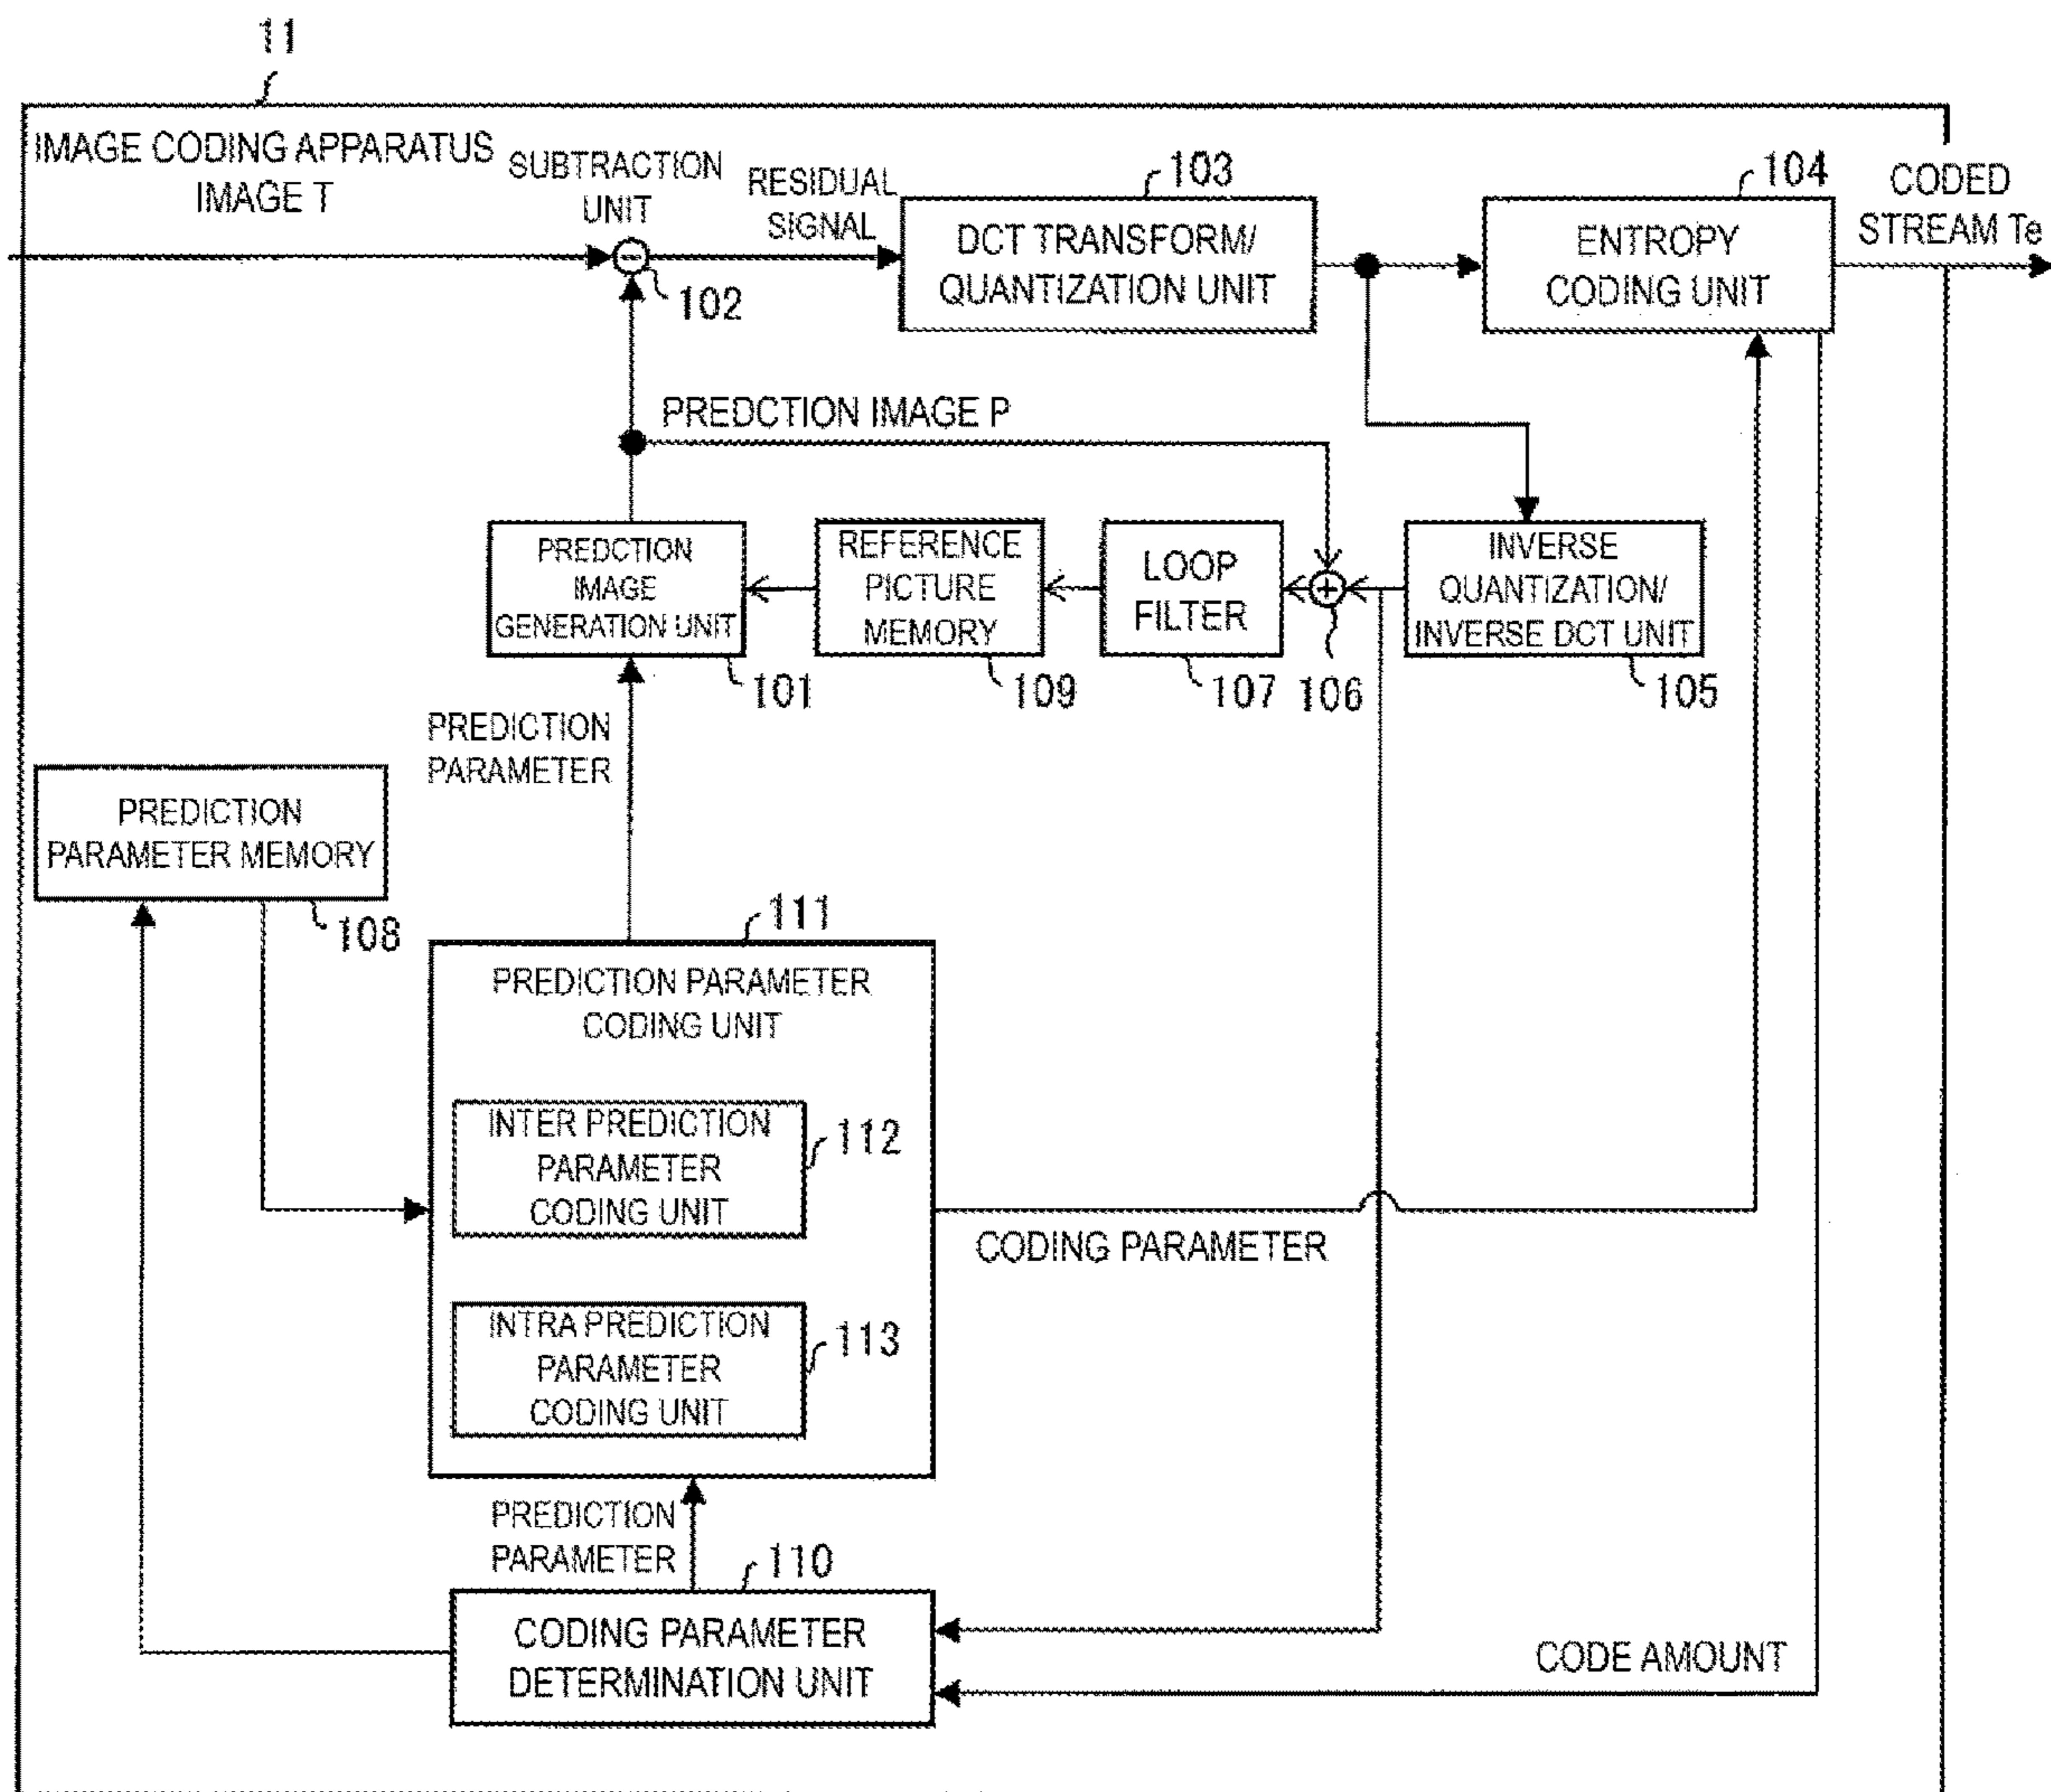 11
IMAGE CODING APPARATUS
IMAGE T
SUBTRACTION
UNIT
102
RESIDUAL
SIGNAL
103
DCT TRANSFORM/
QUANTIZATION UNIT
104
ENTROPY
CODING UNIT
CODED
STREAM Te
PREDCTION IMAGE P
PREDCTION
IMAGE
GENERATION UNIT
101
REFERENCE
PICTURE
MEMORY
109
LOOP
FILTER
107
+
106
INVERSE
QUANTIZATION/
INVERSE DCT UNIT
105
PREDICTION
PARAMETER
PREDICTION
PARAMETER MEMORY
108
111
PREDICTION PARAMETER
CODING UNIT
INTER PREDICTION
PARAMETER
CODING UNIT
112
CODING PARAMETER
INTRA PREDICTION
PARAMETER
CODING UNIT
113
PREDICTION
PARAMETER
110
CODING PARAMETER
DETERMINATION UNIT
CODE AMOUNT